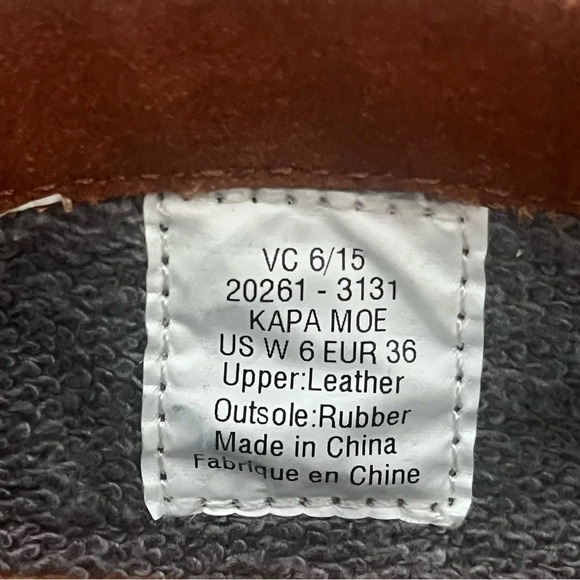 VC 6/15
20261 - 3131
KAPA MOE
US W 6 EUR 36
Upper:Leather
Outsole:Rubber
Made in China
Fabrique en Chine